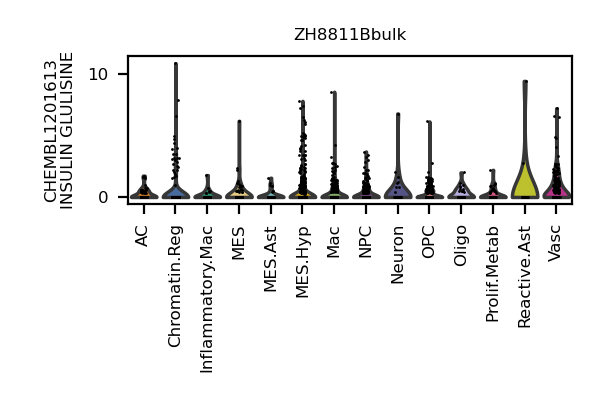 ZH8811Bbulk
CHEMBL1201613
INSULIN GLULISINE
10
0
AC
Chromatin.Reg
Inflammatory.Mac
MES
MES.Ast
MES.Hyp
Mac
NPC
Neuron
OPC
Oligo
Prolif.Metab
Reactive.Ast
Vasc